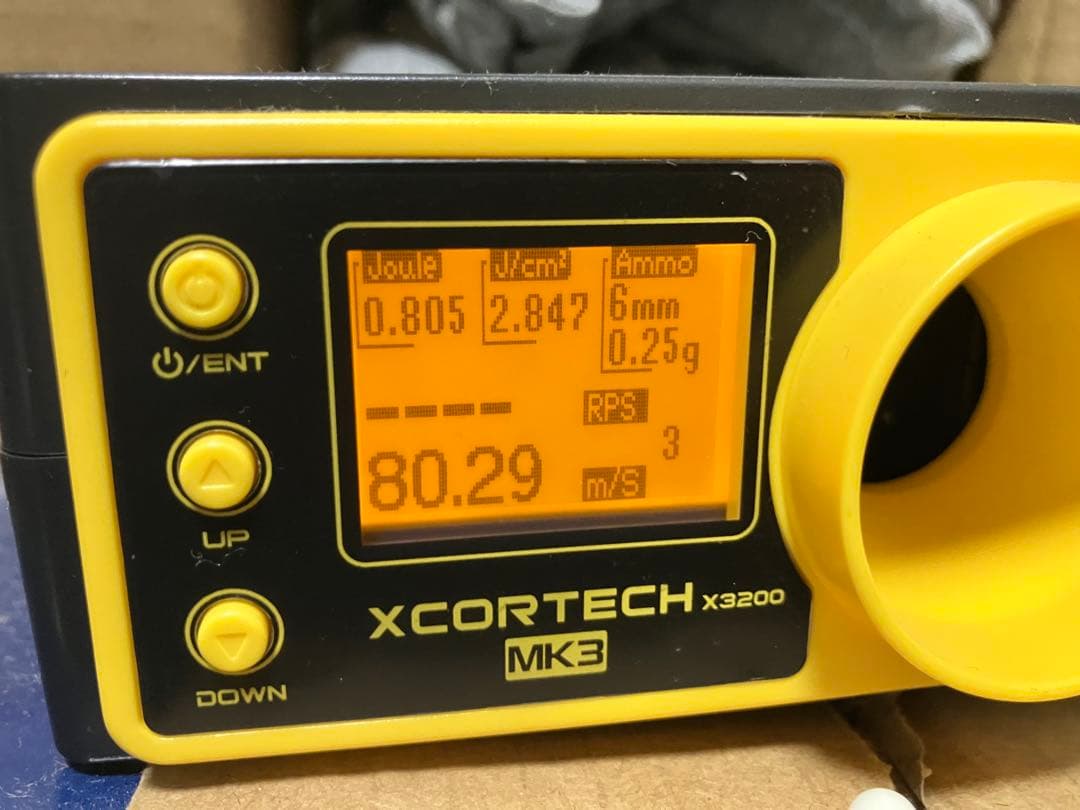 Joule J/cm² Ammo
0.805 2.847 6mm
0.25g
---- RPS
3
80.29 m/S
⏻/ENT
UP
DOWN
XCORTECH X3200
MK3